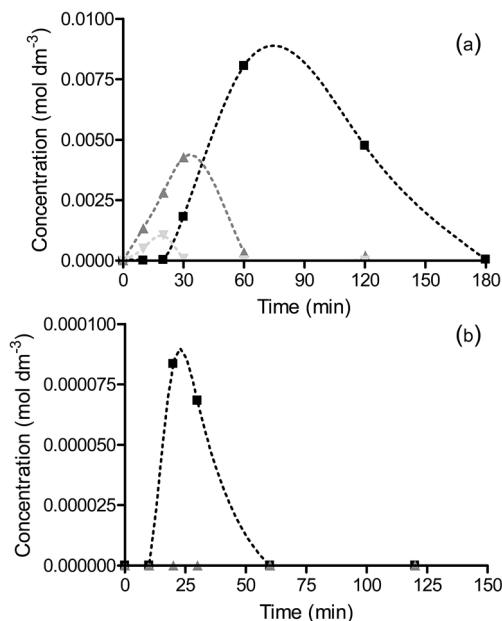 (a)
Concentration (mol dm⁻³)
0.0100
0.0075
0.0050
0.0025
0.0000
0 30 60 90 120 150 180
Time (min)
(b)
Concentration (mol dm⁻³)
0.000100
0.000075
0.000050
0.000025
0.000000
0 25 50 75 100 125 150
Time (min)